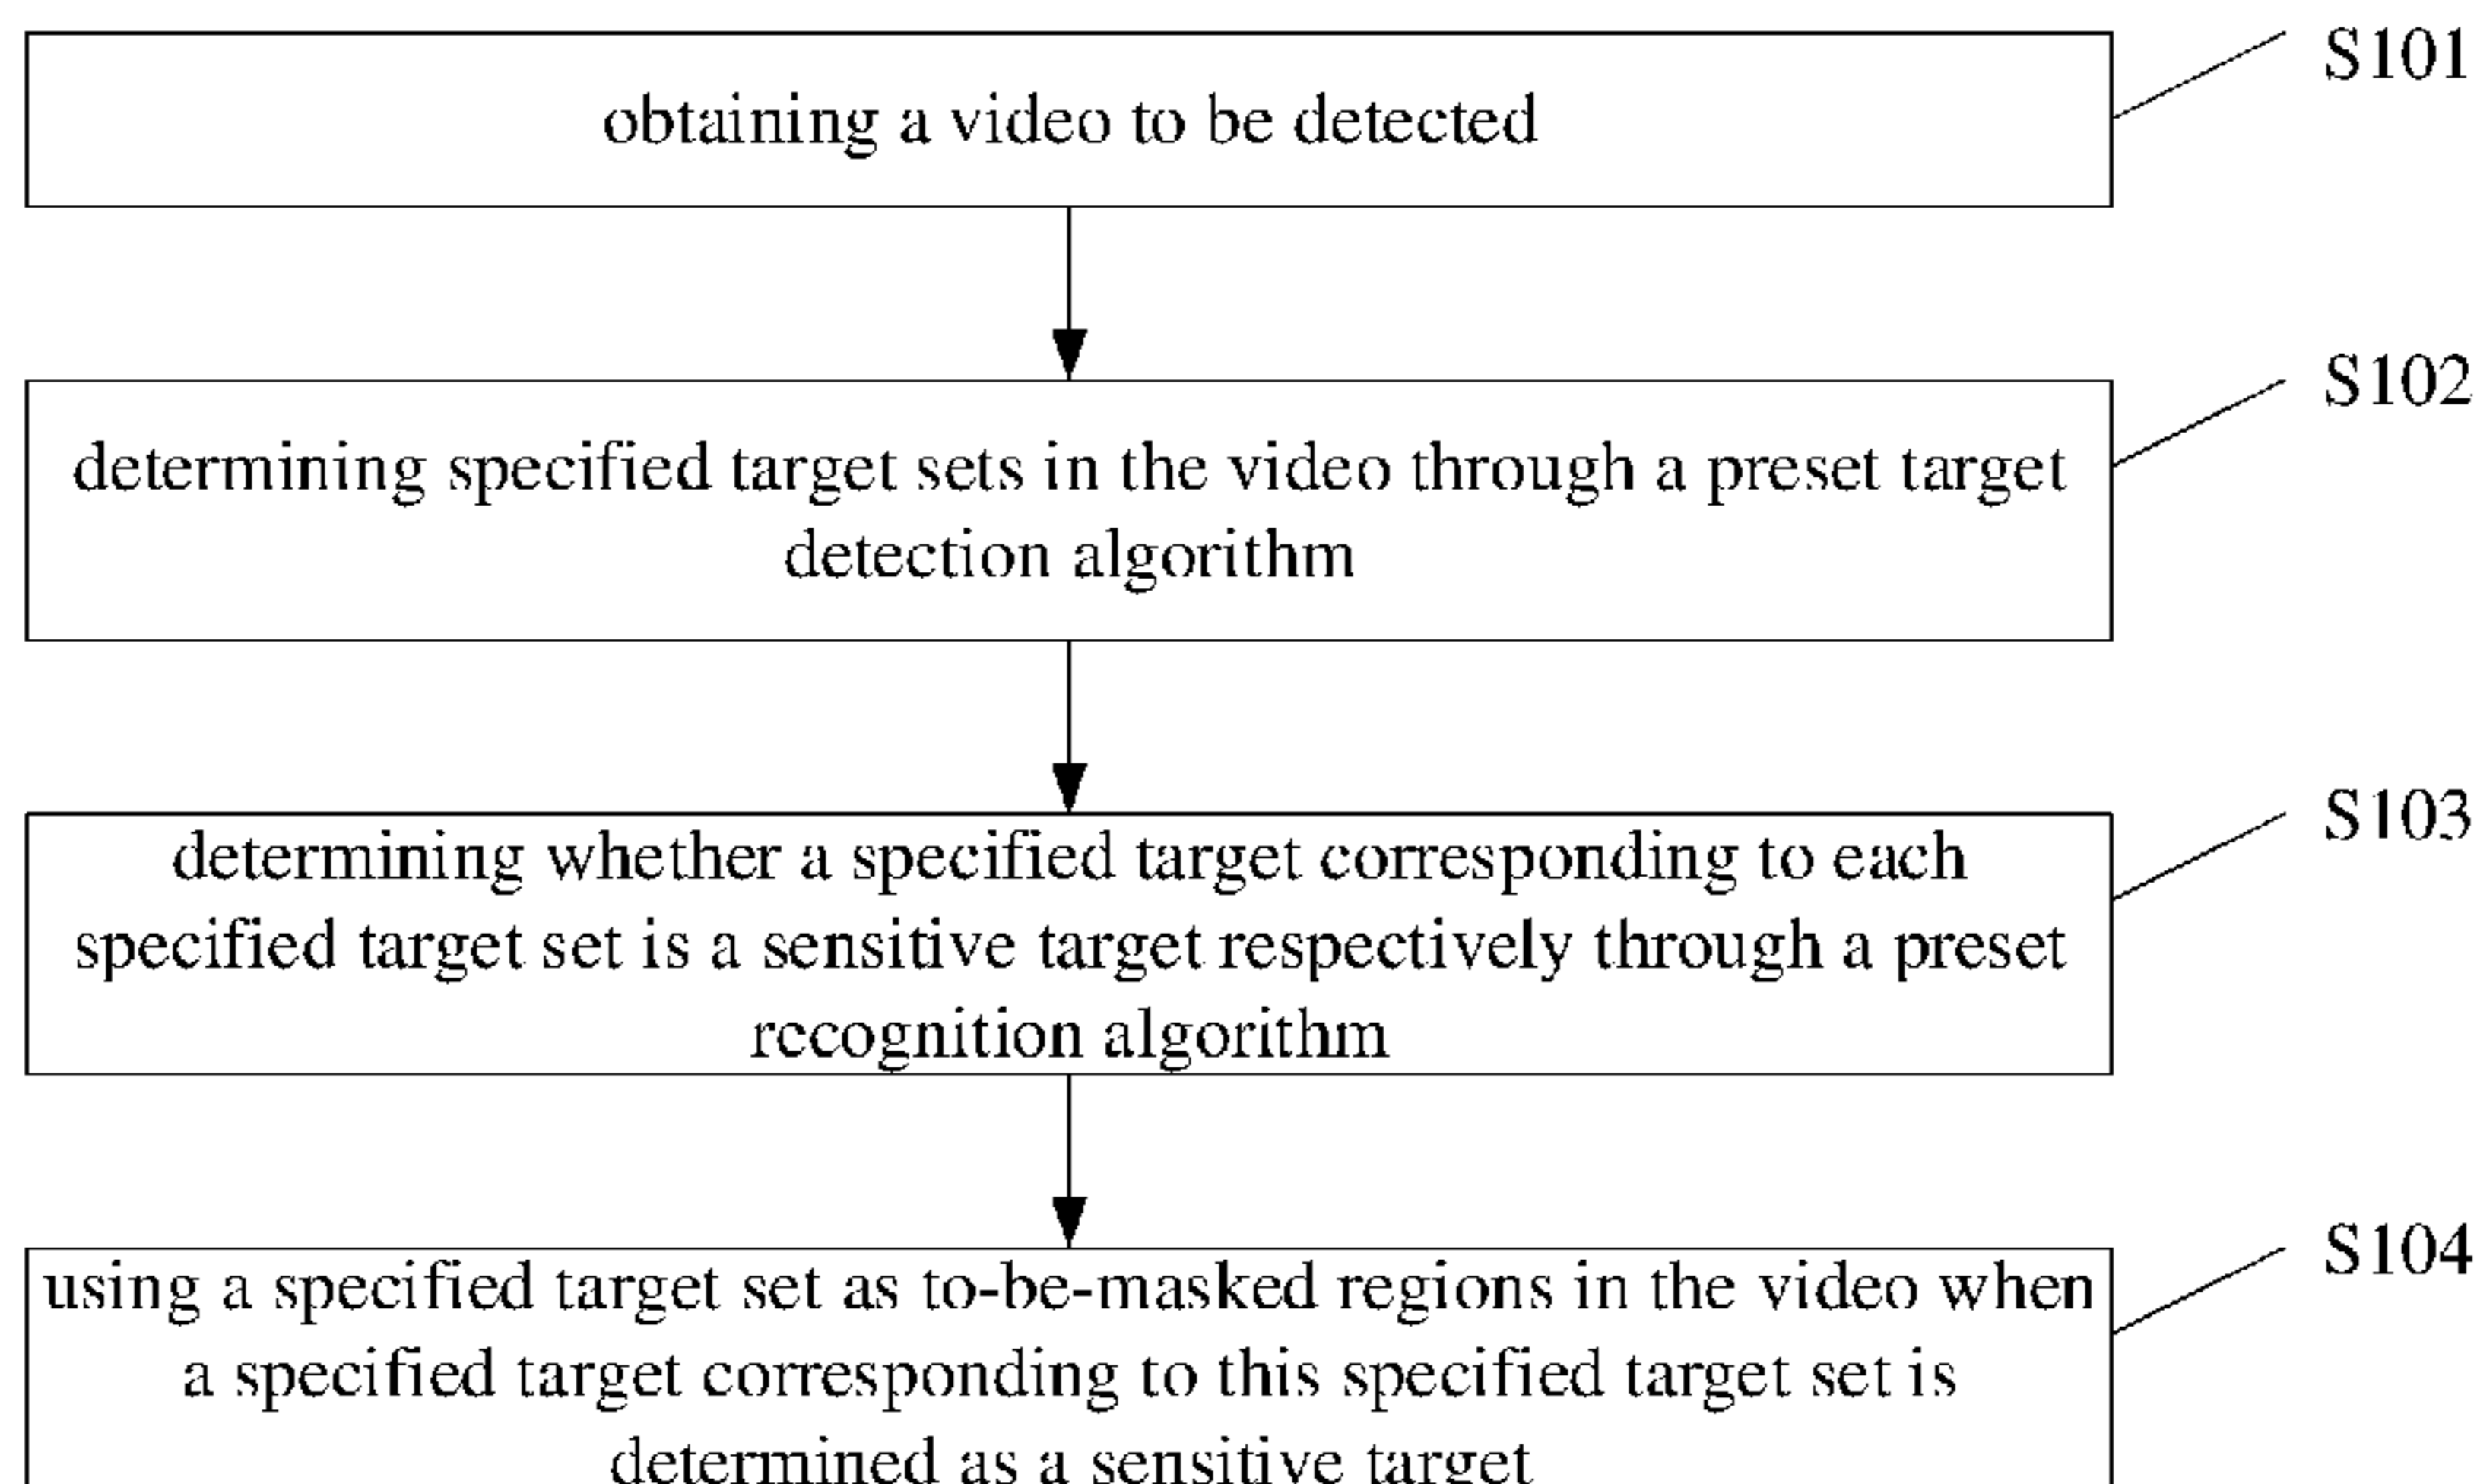 S101
obtaining a video to be detected
S102
determining specified target sets in the video through a preset target
detection algorithm
S103
determining whether a specified target corresponding to each
specified target set is a sensitive target respectively through a preset
recognition algorithm
S104
using a specified target set as to-be-masked regions in the video when
a specified target corresponding to this specified target set is
determined as a sensitive target